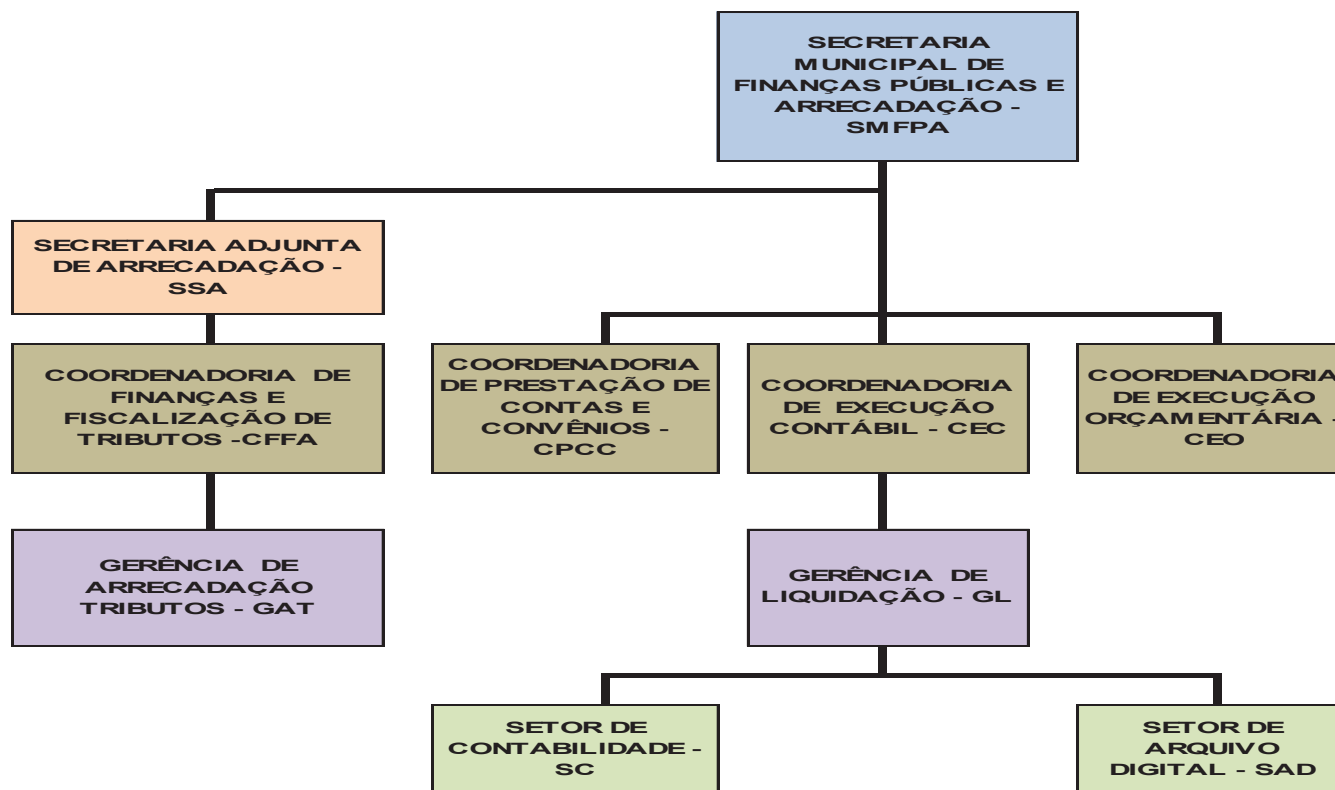 SECRETARIA
MUNICIPAL DE
FINANÇAS PÚBLICAS E
ARRECADAÇÃO -
SMFPA
SECRETARIA ADJUNTA
DE ARRECADAÇÃO -
SSA
COORDENADORIA DE
FINANÇAS E
FISCALIZAÇÃO DE
TRIBUTOS -CFFA
COORDENADORIA
DE PRESTAÇÃO DE
CONTAS E
CONVÊNIOS -
CPCC
COORDENADORIA
DE EXECUÇÃO
CONTÁBIL - CEC
COORDENADORIA
DE EXECUÇÃO
ORÇAMENTÁRIA -
CEO
GERÊNCIA DE
ARRECADAÇÃO
TRIBUTOS - GAT
GERÊNCIA DE
LIQUIDAÇÃO - GL
SETOR DE
CONTABILIDADE -
SC
SETOR DE
ARQUIVO
DIGITAL - SAD